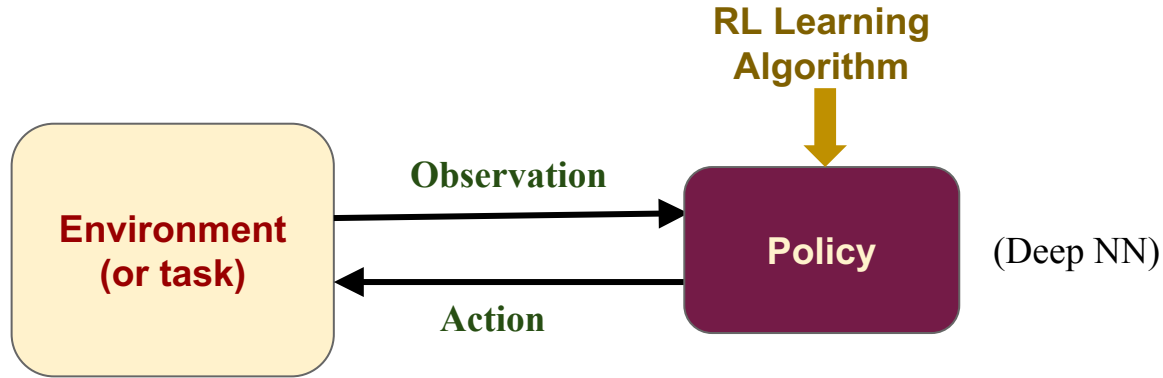 RL Learning
Algorithm
Observation
Environment
(or task)
Policy
(Deep NN)
Action